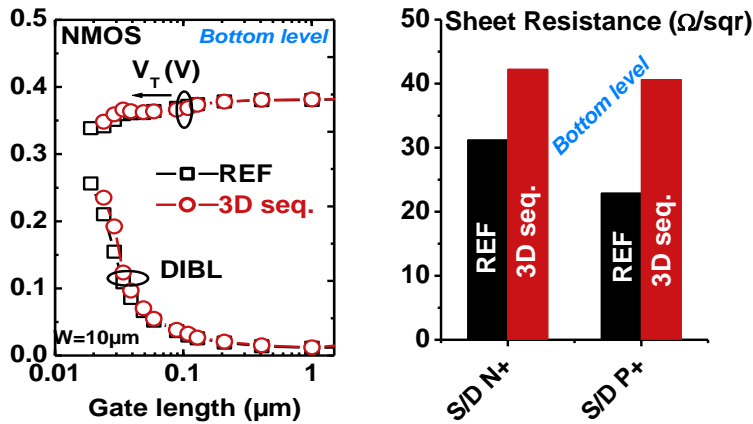 0.5
0.4
0.3
0.2
0.1
0.0
NMOS
Bottom level
V_T (V)
REF
3D seq.
DIBL
W=10µm
0.01
0.1
1
Gate length (µm)
Sheet Resistance (Ω/sqr)
50
40
30
20
10
0
Bottom level
REF
3D seq.
REF
3D seq.
S/D N+
S/D P+